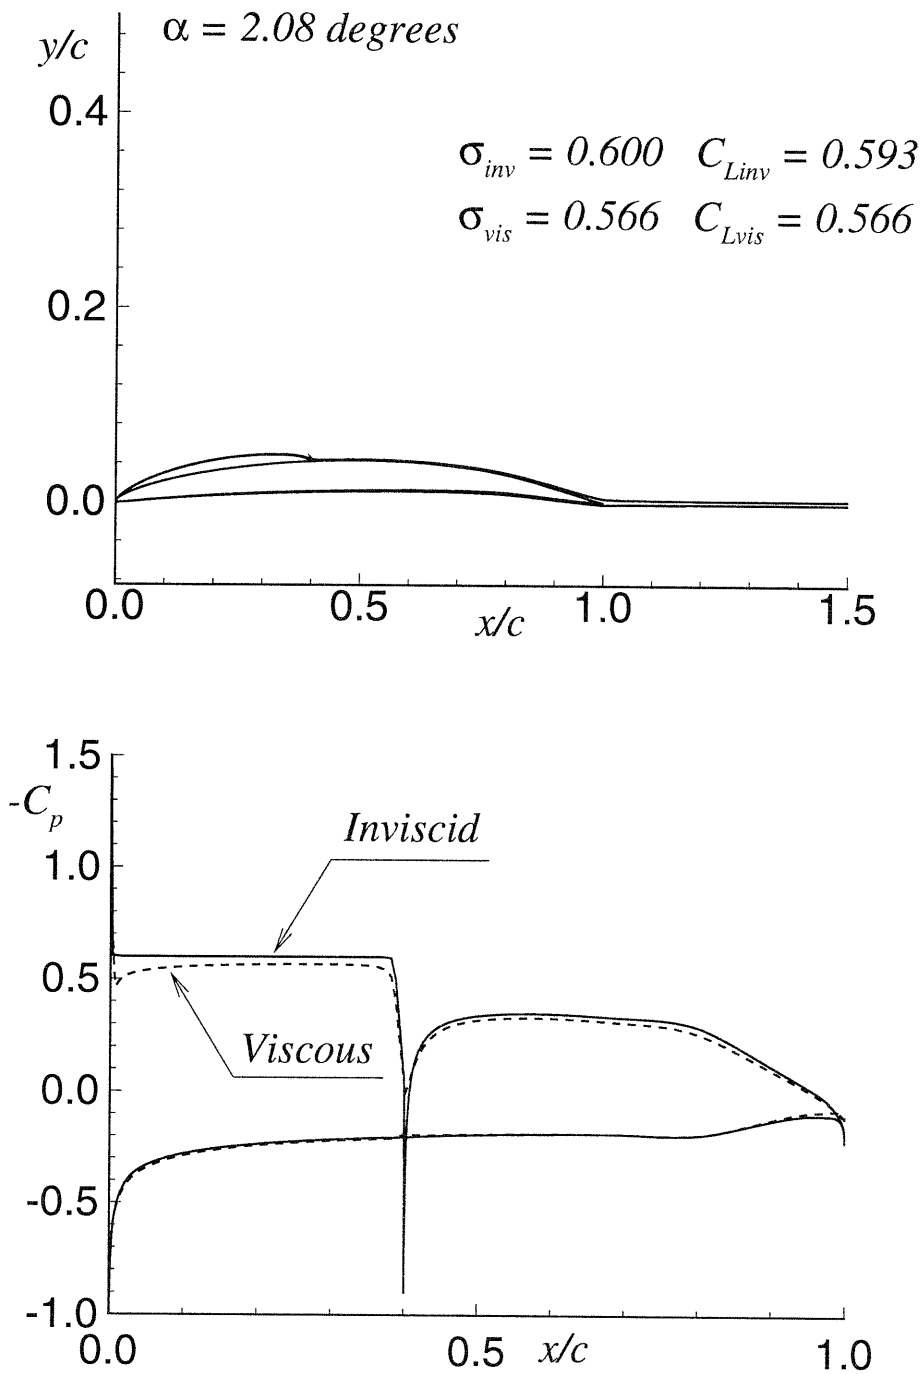 α = 2.08 degrees
y/c
0.4
σinv = 0.600 CLinv = 0.593
σvis = 0.566 CLvis = 0.566
0.2
0.0
0.0 0.5 1.0 1.5
x/c
1.5
-Cp
Inviscid
1.0
0.5
Viscous
0.0
-0.5
-1.0
0.0 0.5 x/c 1.0